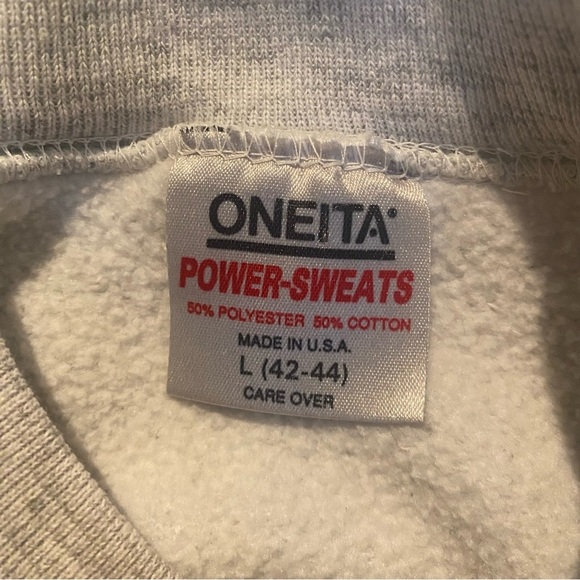 ONEITA®
POWER-SWEATS
50% POLYESTER 50% COTTON
MADE IN U.S.A.
L (42-44)
CARE OVER